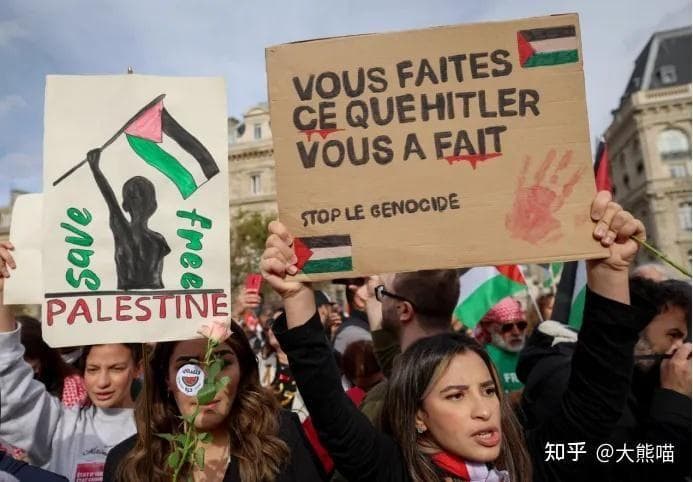 VOUS FAITES
CE QUE HITLER
VOUS A FAIT
STOP LE GENOCIDE
save
free
PALESTINE
知乎 @大熊喵